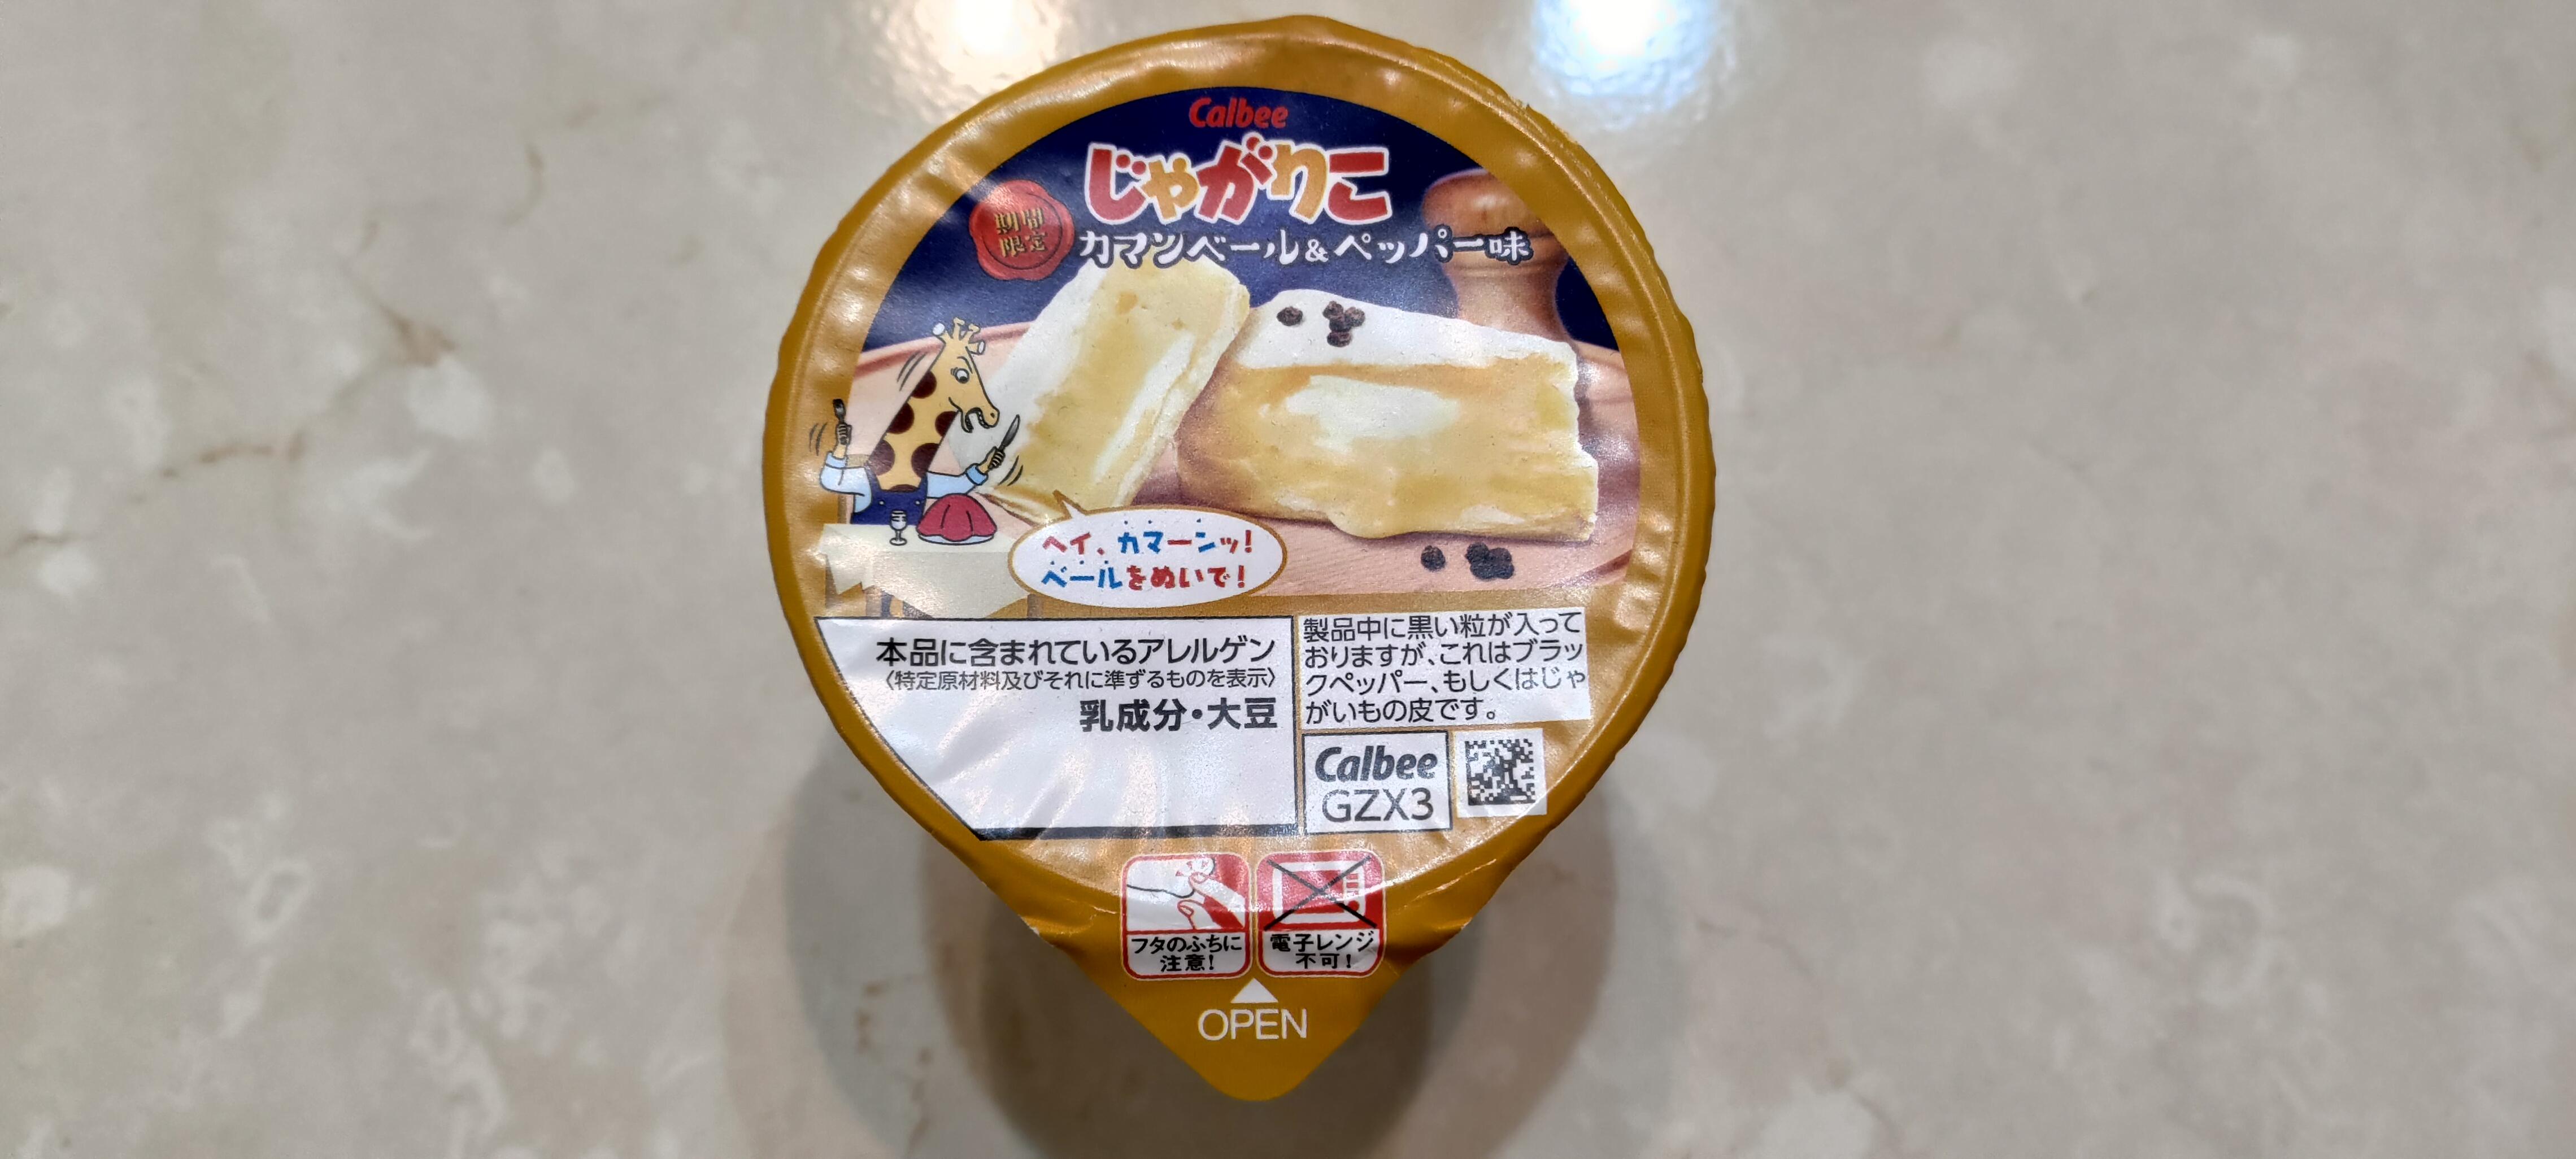 Calbee
じゃがりこ
期間
限定
カマンベール&ペッパー味
ヘイ、カマーンッ!
ベールをぬいで!
本品に含まれているアレルゲン
〈特定原材料及びそれに準ずるものを表示〉
乳成分・大豆
製品中に黒い粒が入って
おりますが、これはブラッ
クペッパー、もしくはじゃ
がいもの皮です。
Calbee
GZX3
フタのふちに
注意!
電子レンジ
不可!
OPEN